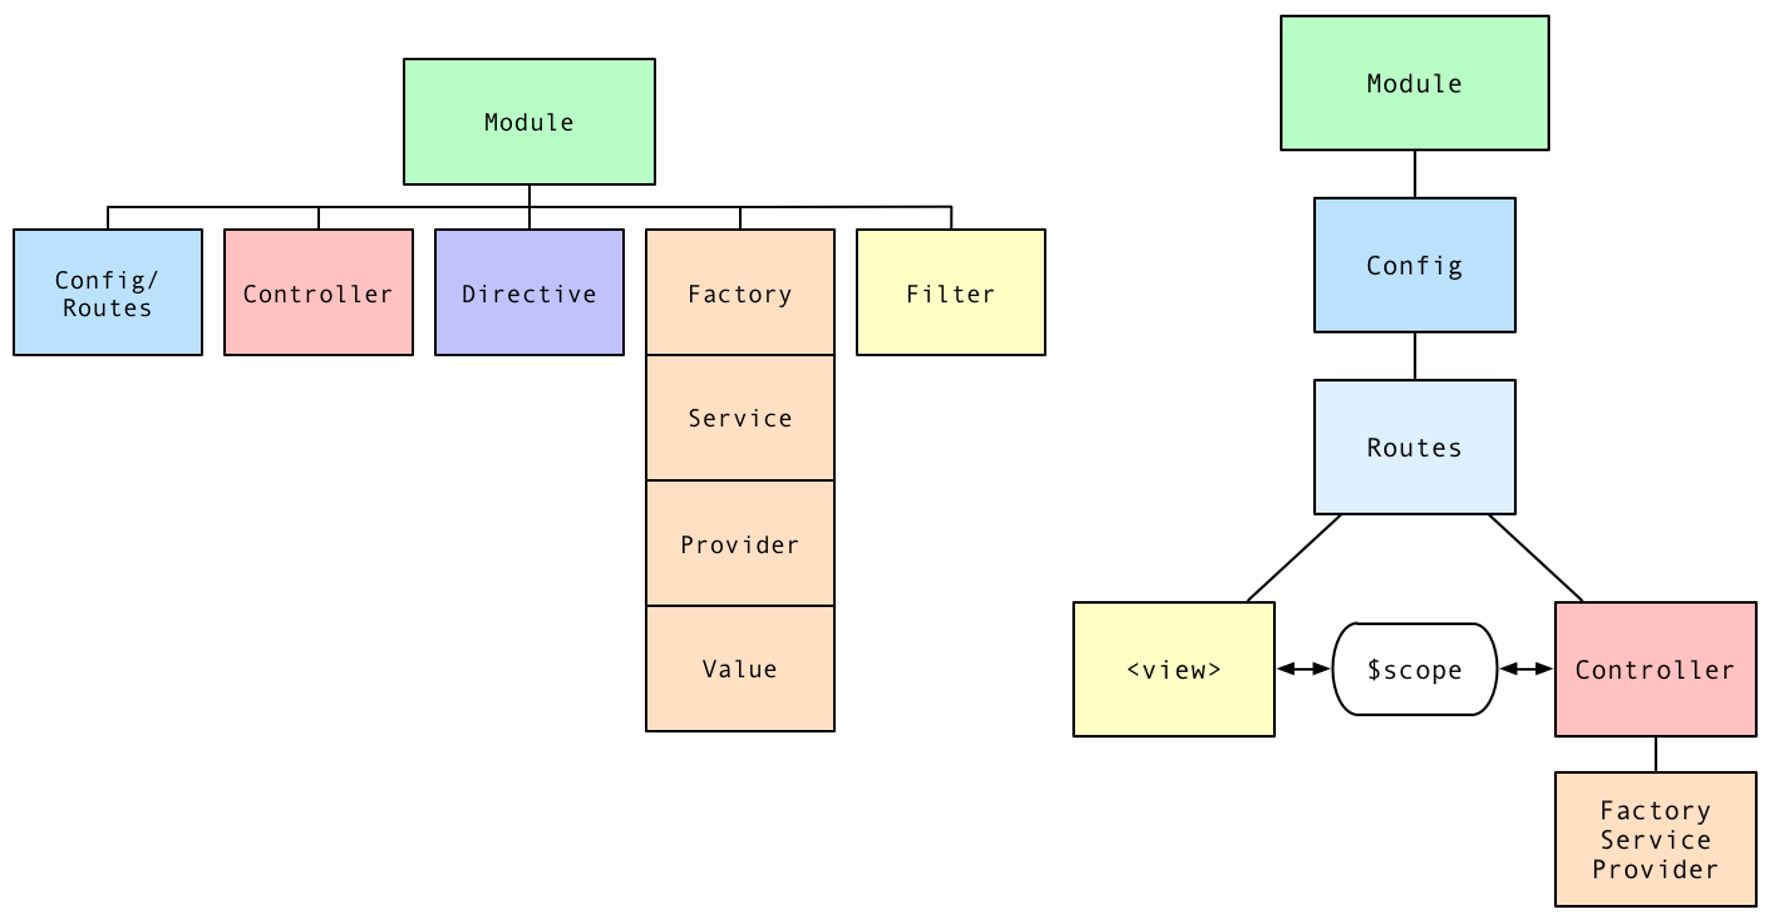 Module
Config/
Routes
Controller
Directive
Factory
Filter
Service
Provider
Value
Module
Config
Routes
<view>
$scope
Controller
Factory
Service
Provider